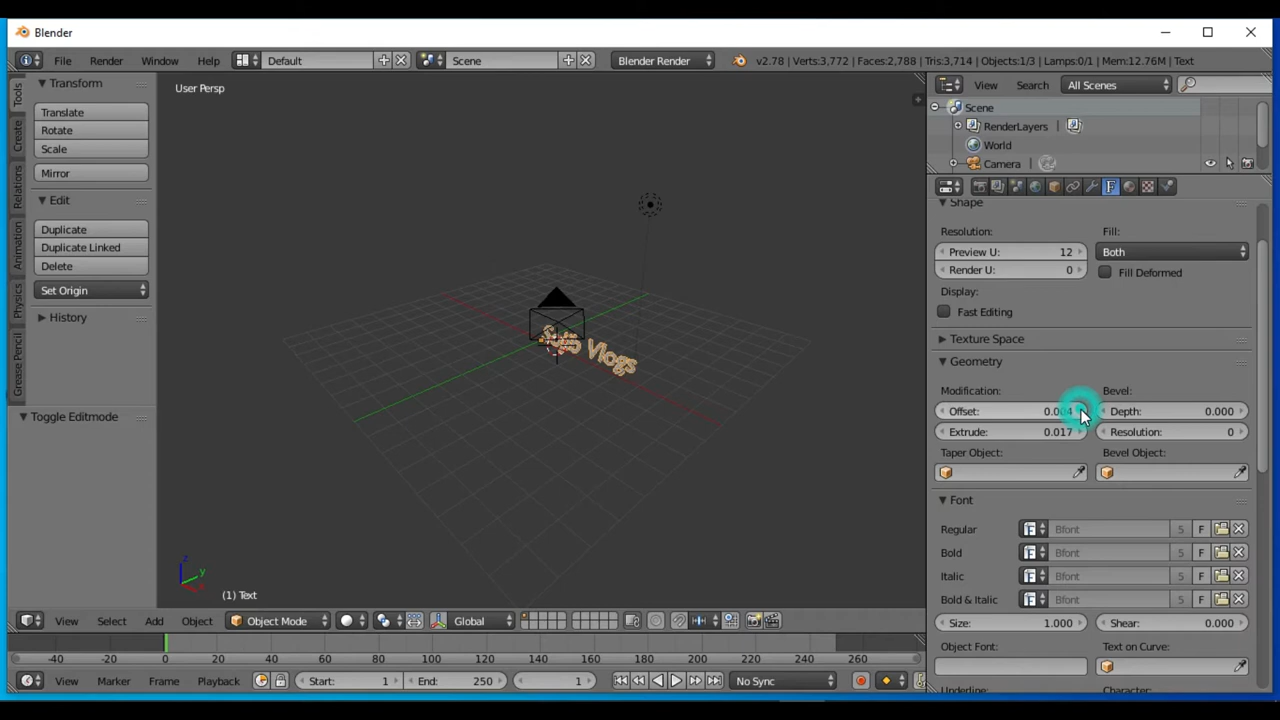 Blender
File Render Window Help Default Scene Blender Render v2.78 | Verts:3,772 | Faces:2,788 | Tris:3,714 | Objects:1/3 | Lamps:0/1 | Mem:12.76M | Text
Tools
Create
Relations
Animation
Physics
Grease Pencil
Transform
Translate
Rotate
Scale
Mirror
Edit
Duplicate
Duplicate Linked
Delete
Set Origin
History
Toggle Editmode
User Persp
Vlogs
z
y
x
(1) Text
View Select Add Object Object Mode Global
-40 -20 0 20 40 60 80 100 120 140 160 180 200 220 240 260
View Marker Frame Playback Start: 1 End: 250 1 No Sync
View Search All Scenes
Scene
RenderLayers |
World
Camera |
Shape
Resolution: Fill:
Preview U: 12 Both
Render U: 0 Fill Deformed
Display:
Fast Editing
Texture Space
Geometry
Modification: Bevel:
Offset: 0.004 Depth: 0.000
Extrude: 0.017 Resolution: 0
Taper Object: Bevel Object:
Font
Regular F Bfont 5 F
Bold F Bfont 5 F
Italic F Bfont 5 F
Bold & Italic F Bfont 5 F
Size: 1.000 Shear: 0.000
Object Font: Text on Curve:
Underline: Character: